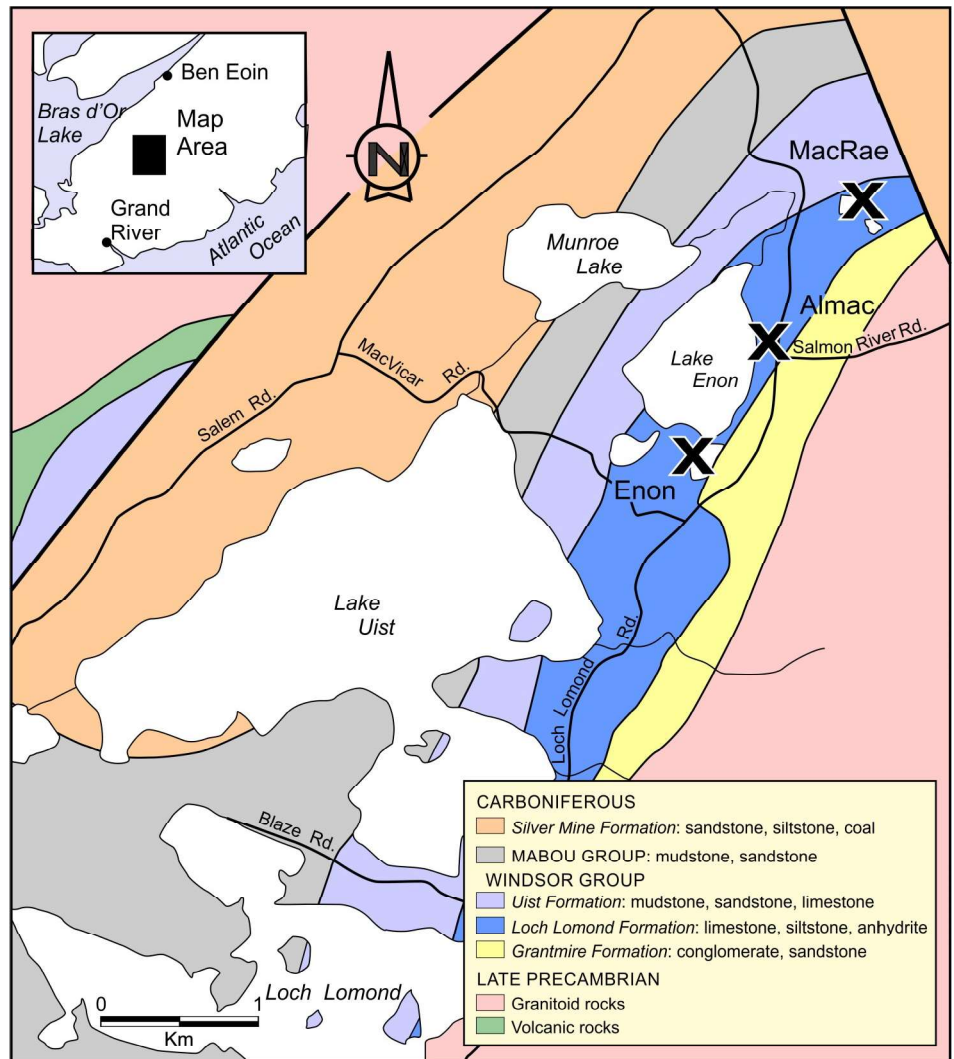 Ben Eoin
Bras d'Or
Lake
Map
Area
Grand
River
Atlantic
Ocean
N
MacRae
X
Munroe
Lake
Almac
X
Salmon River Rd.
Lake
Enon
MacVicar Rd.
Salem Rd.
X
Enon
Lake
Uist
Loch Lomond Rd.
Blaze Rd.
Loch Lomond
0 1
Km
CARBONIFEROUS
Silver Mine Formation: sandstone, siltstone, coal
MABOU GROUP: mudstone, sandstone
WINDSOR GROUP
Uist Formation: mudstone, sandstone, limestone
Loch Lomond Formation: limestone, siltstone, anhydrite
Grantmire Formation: conglomerate, sandstone
LATE PRECAMBRIAN
Granitoid rocks
Volcanic rocks